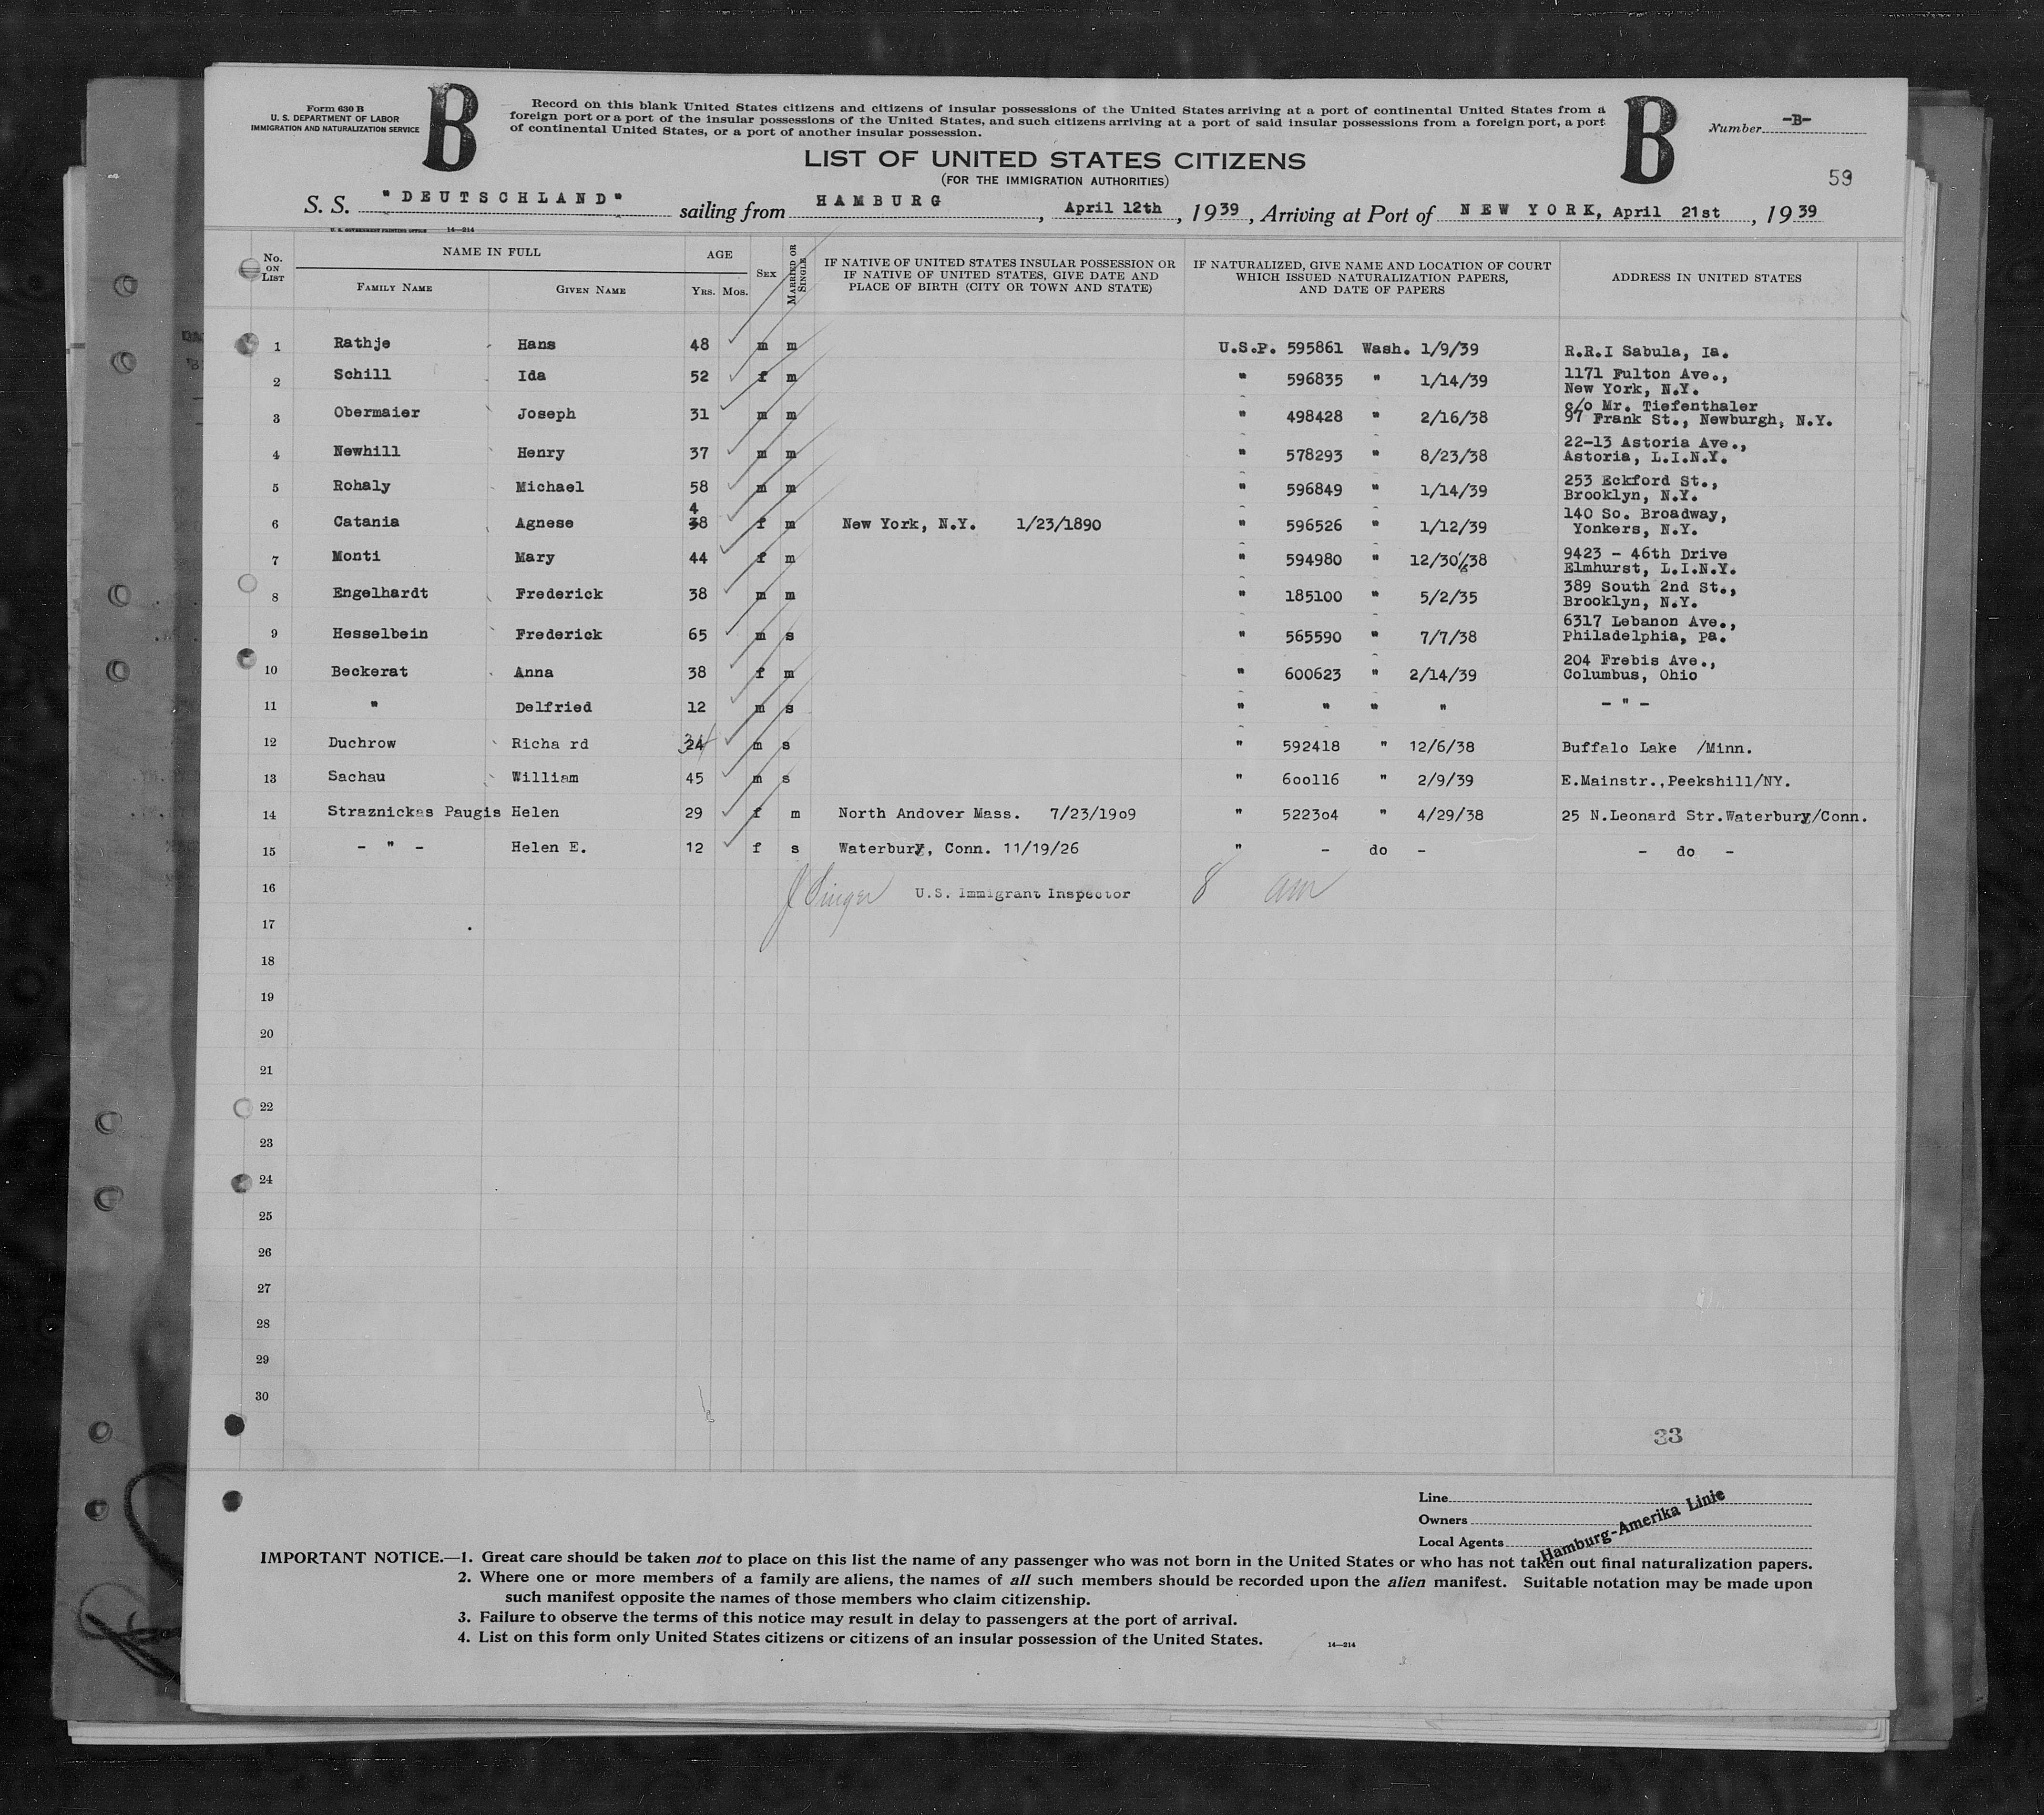 Form 630 B
U. S. DEPARTMENT OF LABOR
IMMIGRATION AND NATURALIZATION SERVICE
B
Record on this blank United States citizens and citizens of insular possessions of the United States arriving at a port of continental United States from a
foreign port or a port of the insular possessions of the United States, and such citizens arriving at a port of said insular possessions from a foreign port, a port
of continental United States, or a port of another insular possession.
B
Number -B-
LIST OF UNITED STATES CITIZENS
(FOR THE IMMIGRATION AUTHORITIES)
59
S. S. "DEUTSCHLAND" sailing from HAMBURG, April 12th, 1939, Arriving at Port of NEW YORK, April 21st, 1939
U. S. GOVERNMENT PRINTING OFFICE 14—214
No. ON LIST NAME IN FULL AGE SEX MARRIED OR SINGLE IF NATIVE OF UNITED STATES INSULAR POSSESSION OR IF NATIVE OF UNITED STATES, GIVE DATE AND PLACE OF BIRTH (CITY OR TOWN AND STATE) IF NATURALIZED, GIVE NAME AND LOCATION OF COURT WHICH ISSUED NATURALIZATION PAPERS, AND DATE OF PAPERS ADDRESS IN UNITED STATES
FAMILY NAME GIVEN NAME YRS. MOS.
1 Rathje Hans 48 m m U.S.P. 595861 Wash. 1/9/39 R.R.I Sabula, Ia.
2 Schill Ida 52 f m " 596835 " 1/14/39 1171 Fulton Ave.,
New York, N.Y.
3 Obermaier Joseph 31 m m " 498428 " 2/16/38 c/o Mr. Tiefenthaler
97 Frank St., Newburgh, N.Y.
4 Newhill Henry 37 m m " 578293 " 8/23/38 22-13 Astoria Ave.,
Astoria, L.I.N.Y.
5 Rohaly Michael 58 m m " 596849 " 1/14/39 253 Eckford St.,
Brooklyn, N.Y.
4
6 Catania Agnese 38 f m New York, N.Y. 1/23/1890 " 596526 " 1/12/39 140 So. Broadway,
Yonkers, N.Y.
7 Monti Mary 44 f m " 594980 " 12/30/38 9423 - 46th Drive
Elmhurst, L.I.N.Y.
8 Engelhardt Frederick 38 m m " 185100 " 5/2/35 389 South 2nd St.,
Brooklyn, N.Y.
9 Hesselbein Frederick 65 m s " 565590 " 7/7/38 6317 Lebanon Ave.,
Philadelphia, Pa.
10 Beckerat Anna 38 f m " 600623 " 2/14/39 204 Frebis Ave.,
Columbus, Ohio
11 " Delfried 12 m s " " " " - " -
12 Duchrow Richa rd 34 24 m s " 592418 " 12/6/38 Buffalo Lake /Minn.
13 Sachau William 45 m s " 600116 " 2/9/39 E.Mainstr.,Peekshill/NY.
14 Straznickas Paugis Helen 29 f m North Andover Mass. 7/23/1909 " 522304 " 4/29/38 25 N.Leonard Str.Waterbury/Conn.
15 - " - Helen E. 12 f s Waterbury, Conn. 11/19/26 " - do - - do -
16 J Singer U.S. Immigrant Inspector 8 am
17
18
19
20
21
22
23
24
25
26
27
28
29
30
33
Line
Owners
Local Agents
Hamburg-Amerika Linie
IMPORTANT NOTICE.—1. Great care should be taken not to place on this list the name of any passenger who was not born in the United States or who has not taken out final naturalization papers.
2. Where one or more members of a family are aliens, the names of all such members should be recorded upon the alien manifest. Suitable notation may be made upon
such manifest opposite the names of those members who claim citizenship.
3. Failure to observe the terms of this notice may result in delay to passengers at the port of arrival.
4. List on this form only United States citizens or citizens of an insular possession of the United States.
14—214